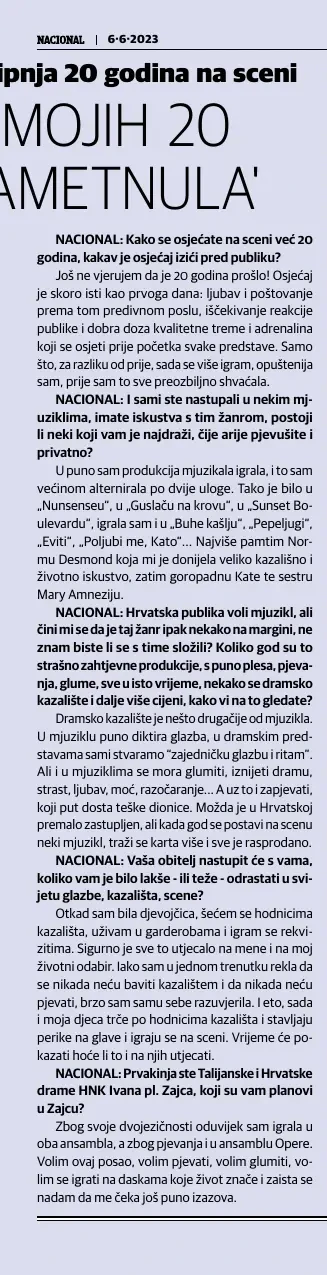 NACIONAL | 6·6·2023
ipnja 20 godina na sceni
MOJIH 20
AMETNULA'
NACIONAL: Kako se osjećate na sceni već 20
godina, kakav je osjećaj izići pred publiku?
Još ne vjerujem da je 20 godina prošlo! Osjećaj
je skoro isti kao prvoga dana: ljubav i poštovanje
prema tom predivnom poslu, iščekivanje reakcije
publike i dobra doza kvalitetne treme i adrenalina
koji se osjeti prije početka svake predstave. Samo
što, za razliku od prije, sada se više igram, opuštenija
sam, prije sam to sve preozbiljno shvaćala.
NACIONAL: I sami ste nastupali u nekim mj-
uziklima, imate iskustva s tim žanrom, postoji
li neki koji vam je najdraži, čije arije pjevušite i
privatno?
U puno sam produkcija mjuzikala igrala, i to sam
većinom alternirala po dvije uloge. Tako je bilo u
„Nunsenseu“, u „Guslaču na krovu“, u „Sunset Bo-
ulevardu“, igrala sam i u „Buhe kašlju“, „Pepeljugi“,
„Eviti“, „Poljubi me, Kato“... Najviše pamtim Nor-
mu Desmond koja mi je donijela veliko kazališno i
životno iskustvo, zatim goropadnu Kate te sestru
Mary Amneziju.
NACIONAL: Hrvatska publika voli mjuzikl, ali
čini mi se da je taj žanr ipak nekako na margini, ne
znam biste li se s time složili? Koliko god su to
strašno zahtjevne produkcije, s puno plesa, pjeva-
nja, glume, sve u isto vrijeme, nekako se dramsko
kazalište i dalje više cijeni, kako vi na to gledate?
Dramsko kazalište je nešto drugačije od mjuzikla.
U mjuziklu puno diktira glazba, u dramskim pred-
stavama sami stvaramo “zajedničku glazbu i ritam”.
Ali i u mjuziklima se mora glumiti, iznijeti dramu,
strast, ljubav, moć, razočaranje... A uz to i zapjevati,
koji put dosta teške dionice. Možda je u Hrvatskoj
premalo zastupljen, ali kada god se postavi na scenu
neki mjuzikl, traži se karta više i sve je rasprodano.
NACIONAL: Vaša obitelj nastupit će s vama,
koliko vam je bilo lakše - ili teže - odrastati u svi-
jetu glazbe, kazališta, scene?
Otkad sam bila djevojčica, šećem se hodnicima
kazališta, uživam u garderobama i igram se rekvi-
zitima. Sigurno je sve to utjecalo na mene i na moj
životni odabir. Iako sam u jednom trenutku rekla da
se nikada neću baviti kazalištem i da nikada neću
pjevati, brzo sam samu sebe razuvjerila. I eto, sada
i moja djeca trče po hodnicima kazališta i stavljaju
perike na glave i igraju se na sceni. Vrijeme će po-
kazati hoće li to i na njih utjecati.
NACIONAL: Prvakinja ste Talijanske i Hrvatske
drame HNK Ivana pl. Zajca, koji su vam planovi
u Zajcu?
Zbog svoje dvojezičnosti oduvijek sam igrala u
oba ansambla, a zbog pjevanja i u ansamblu Opere.
Volim ovaj posao, volim pjevati, volim glumiti, vo-
lim se igrati na daskama koje život znače i zaista se
nadam da me čeka još puno izazova.